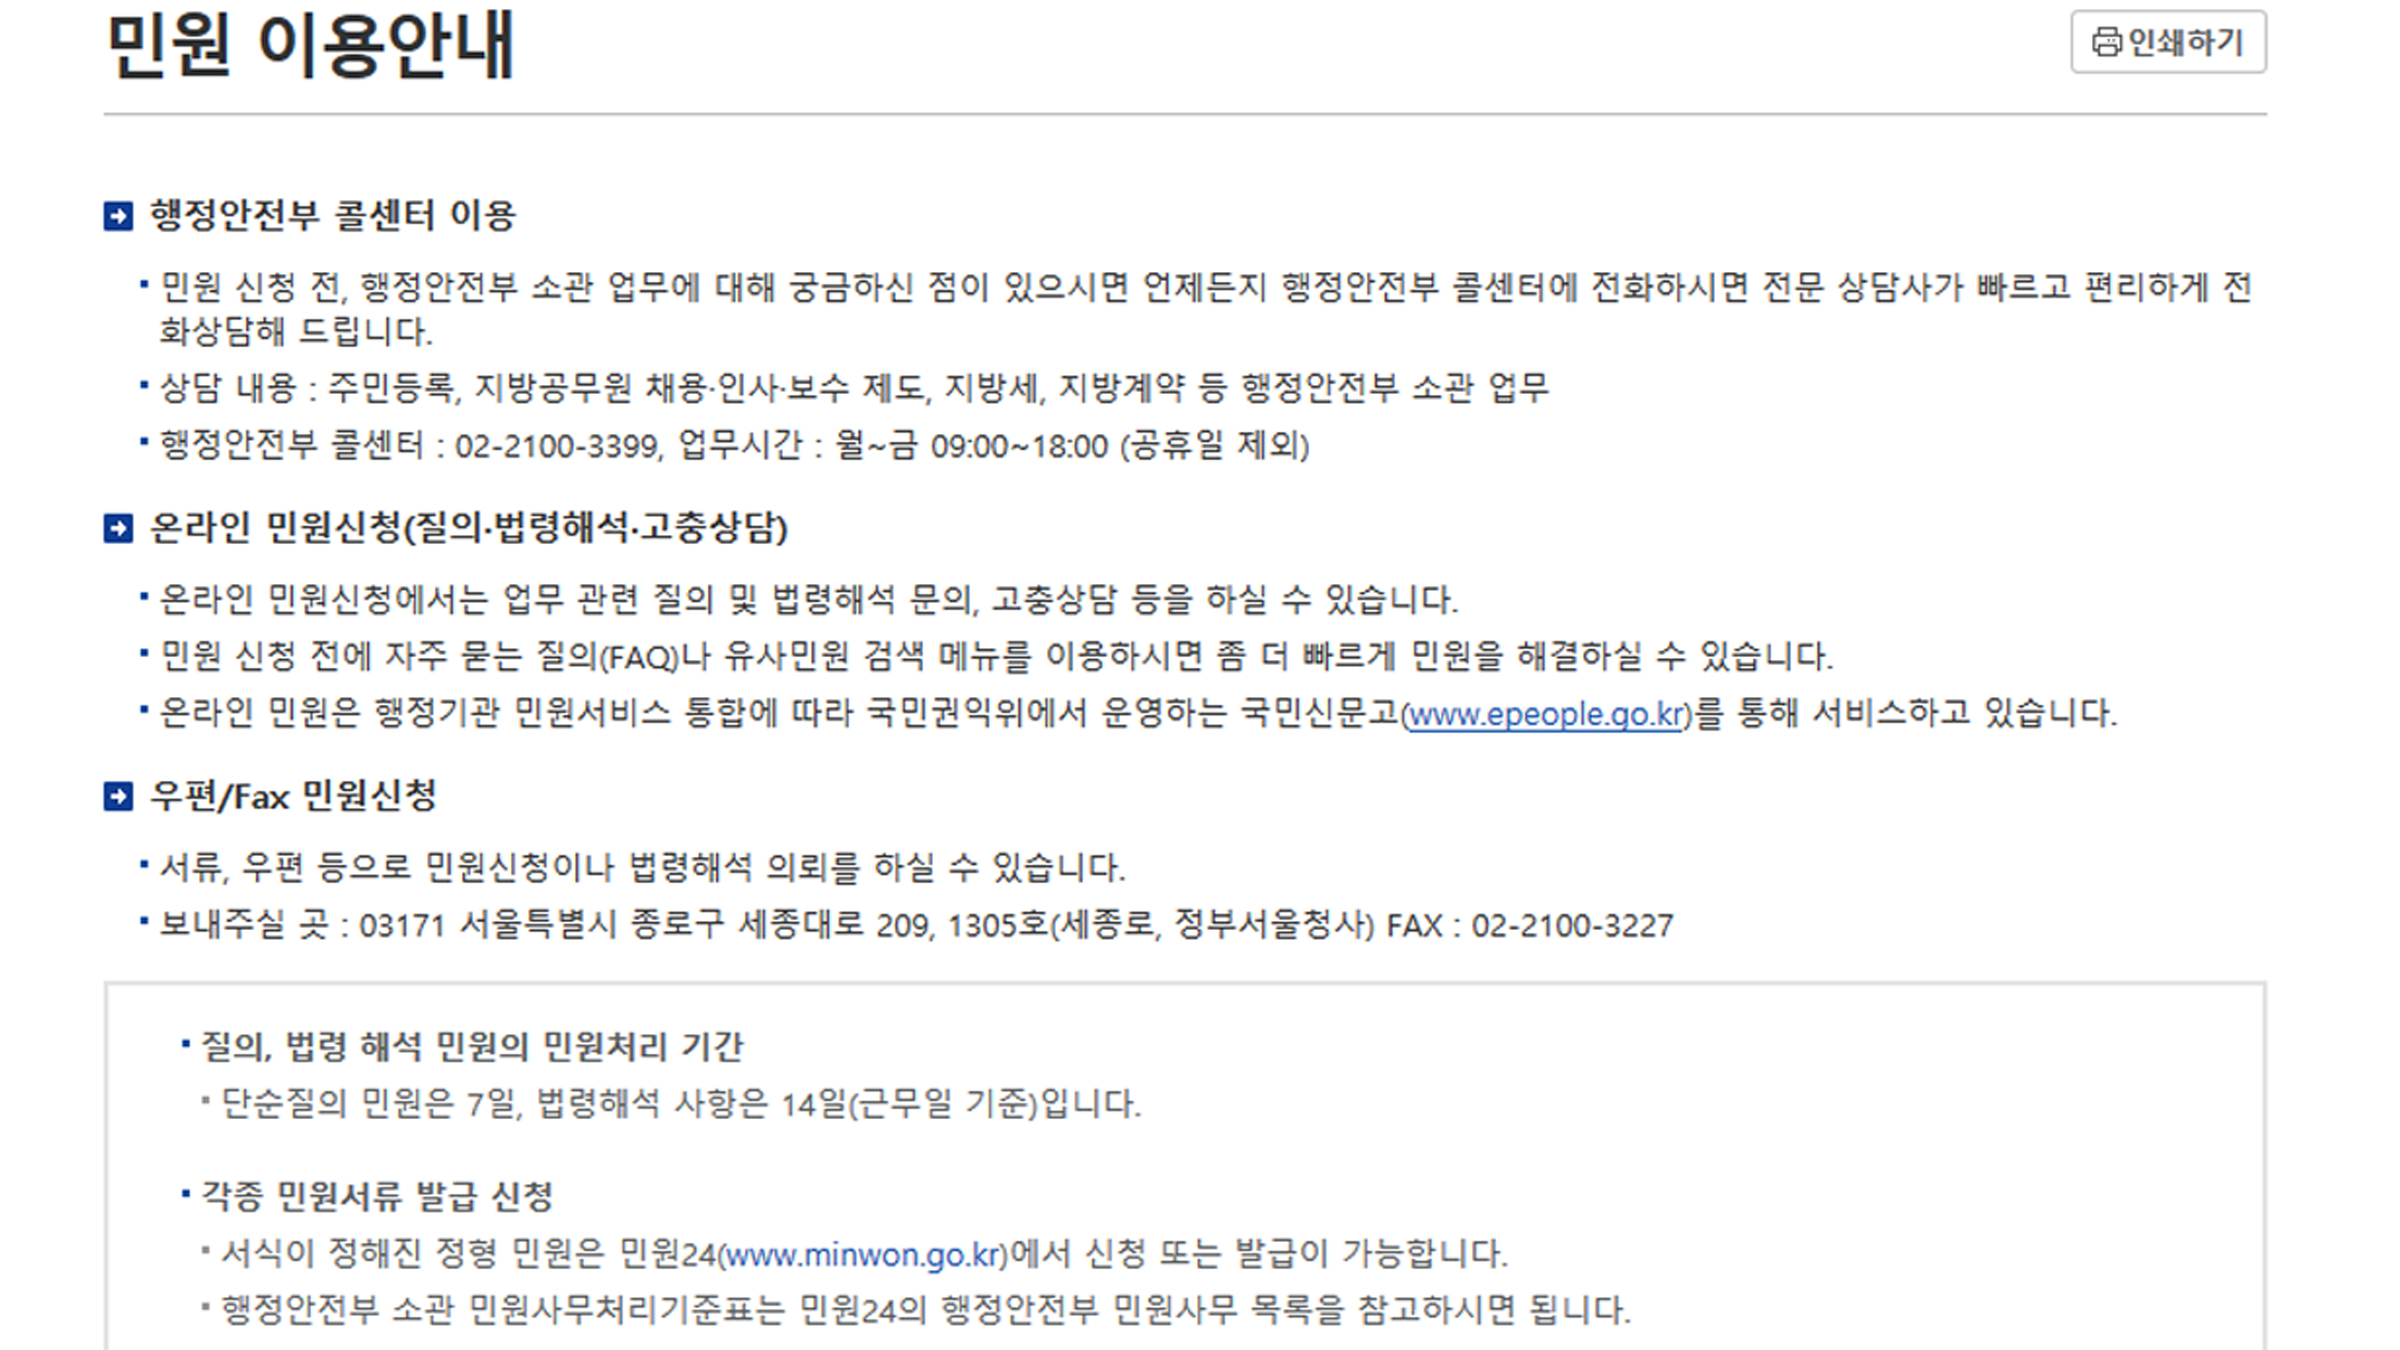 민원 이용안내
인쇄하기
행정안전부 콜센터 이용
민원 신청 전, 행정안전부 소관 업무에 대해 궁금하신 점이 있으시면 언제든지 행정안전부 콜센터에 전화하시면 전문 상담사가 빠르고 편리하게 전
화상담해 드립니다.
상담 내용 : 주민등록, 지방공무원 채용·인사·보수 제도, 지방세, 지방계약 등 행정안전부 소관 업무
행정안전부 콜센터 : 02-2100-3399, 업무시간 : 월~금 09:00~18:00 (공휴일 제외)
온라인 민원신청(질의·법령해석·고충상담)
온라인 민원신청에서는 업무 관련 질의 및 법령해석 문의, 고충상담 등을 하실 수 있습니다.
민원 신청 전에 자주 묻는 질의(FAQ)나 유사민원 검색 메뉴를 이용하시면 좀 더 빠르게 민원을 해결하실 수 있습니다.
온라인 민원은 행정기관 민원서비스 통합에 따라 국민권익위에서 운영하는 국민신문고(www.epeople.go.kr)를 통해 서비스하고 있습니다.
우편/Fax 민원신청
서류, 우편 등으로 민원신청이나 법령해석 의뢰를 하실 수 있습니다.
보내주실 곳 : 03171 서울특별시 종로구 세종대로 209, 1305호(세종로, 정부서울청사) FAX : 02-2100-3227
질의, 법령 해석 민원의 민원처리 기간
단순질의 민원은 7일, 법령해석 사항은 14일(근무일 기준)입니다.
각종 민원서류 발급 신청
서식이 정해진 정형 민원은 민원24(www.minwon.go.kr)에서 신청 또는 발급이 가능합니다.
행정안전부 소관 민원사무처리기준표는 민원24의 행정안전부 민원사무 목록을 참고하시면 됩니다.